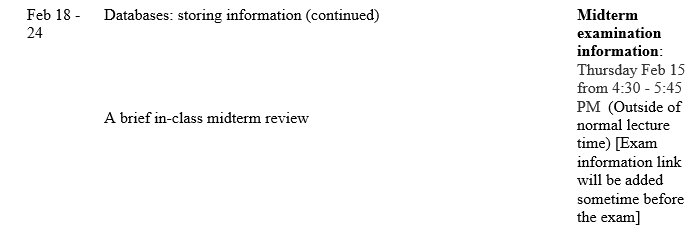 Feb 18 -
24
Databases: storing information (continued)
A brief in-class midterm review
Midterm
examination
information:
Thursday Feb 15
from 4:30 - 5:45
PM (Outside of
normal lecture
time) [Exam
information link
will be added
sometime before
the exam]